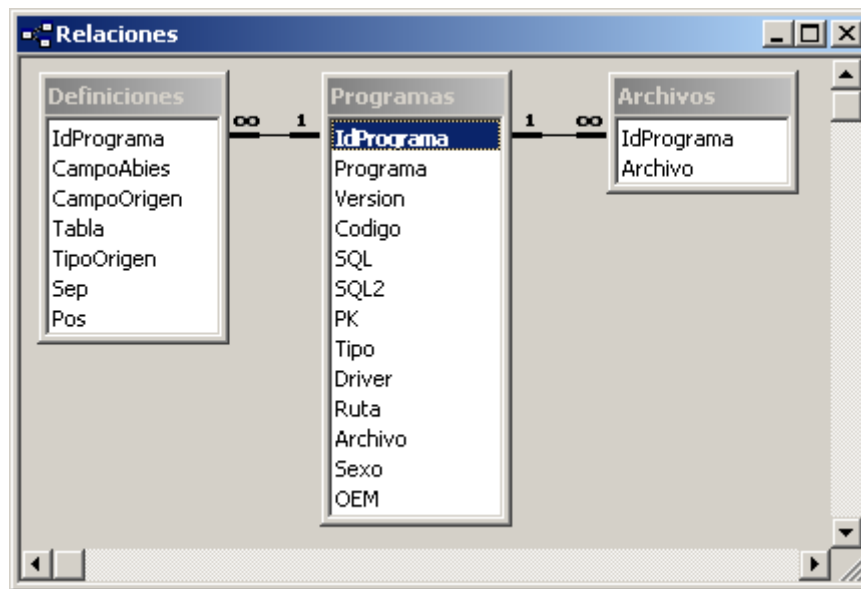 Relaciones
Definiciones
IdPrograma
CampoAbies
CampoOrigen
Tabla
TipoOrigen
Sep
Pos
∞ 1
Programas
IdPrograma
Programa
Version
Codigo
SQL
SQL2
PK
Tipo
Driver
Ruta
Archivo
Sexo
OEM
1 ∞
Archivos
IdPrograma
Archivo